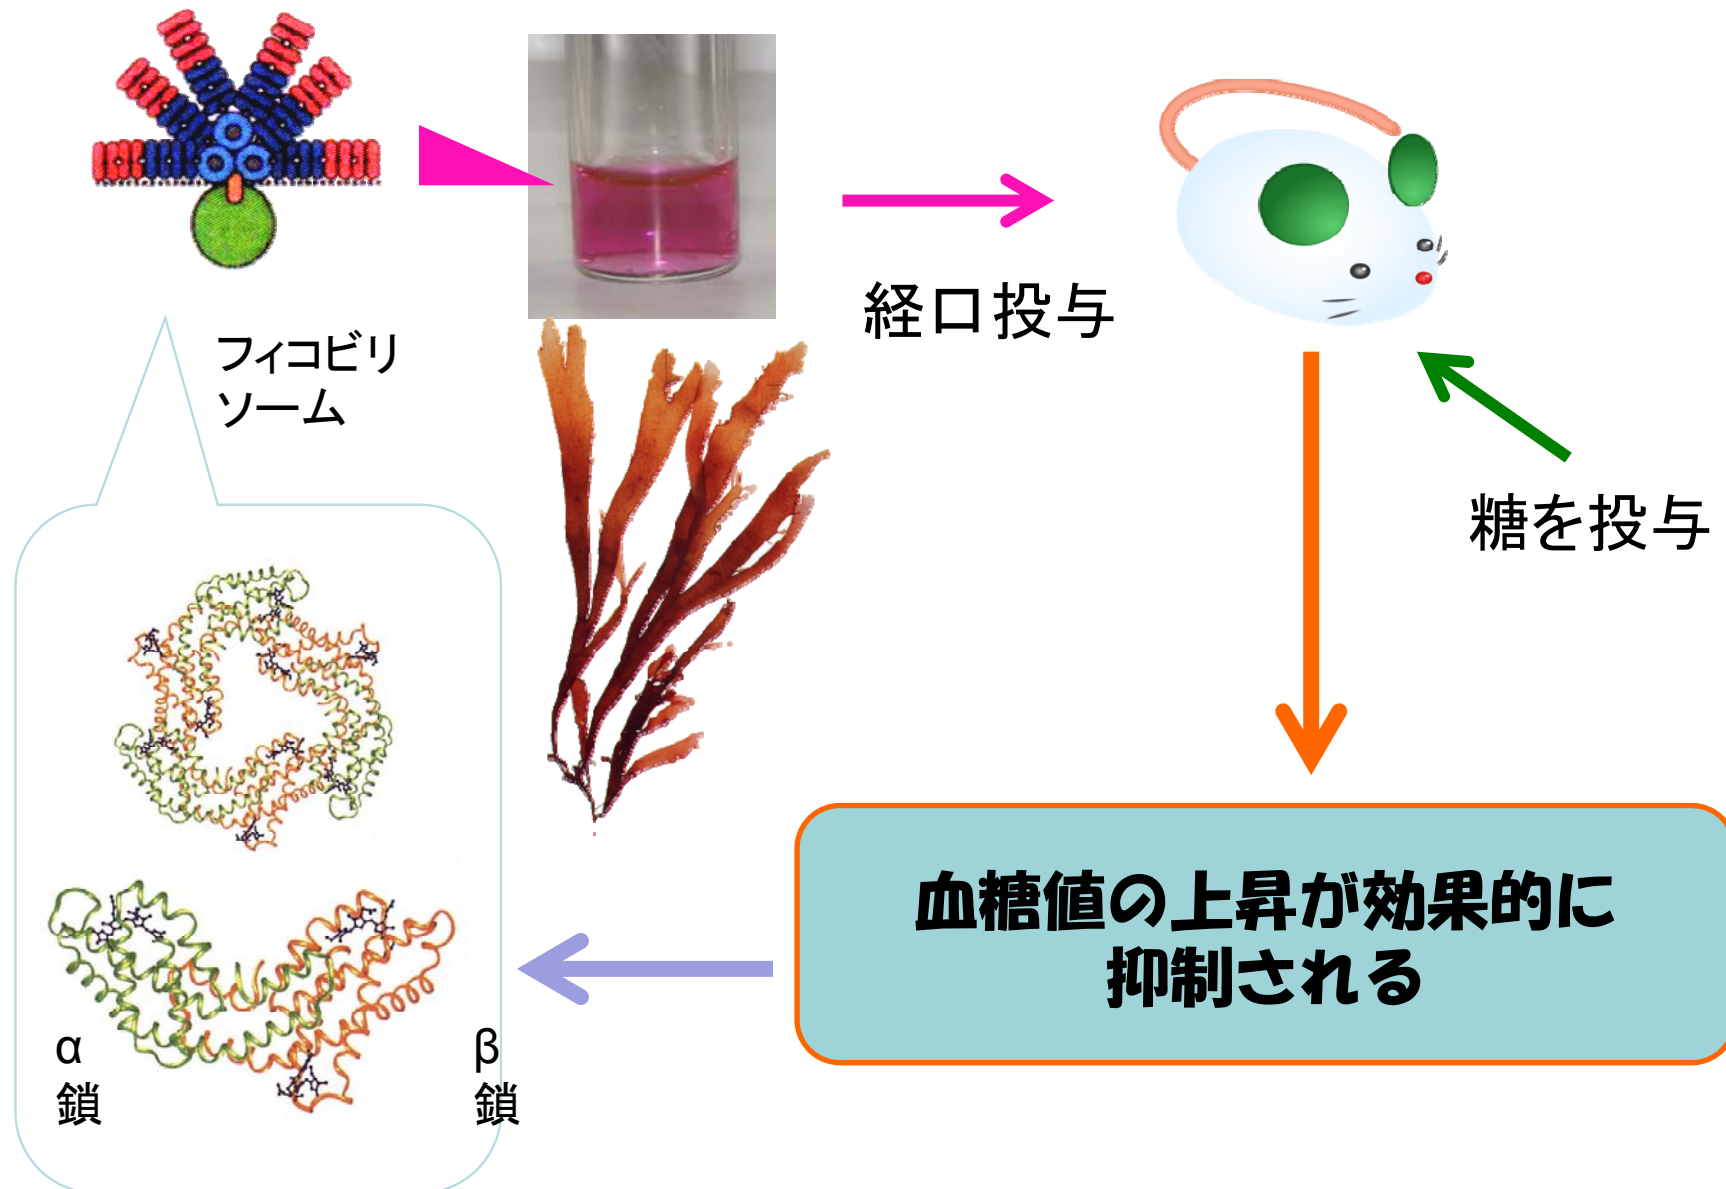 フィコビリ
ソーム
経口投与
糖を投与
血糖値の上昇が効果的に
抑制される
α
鎖
β
鎖